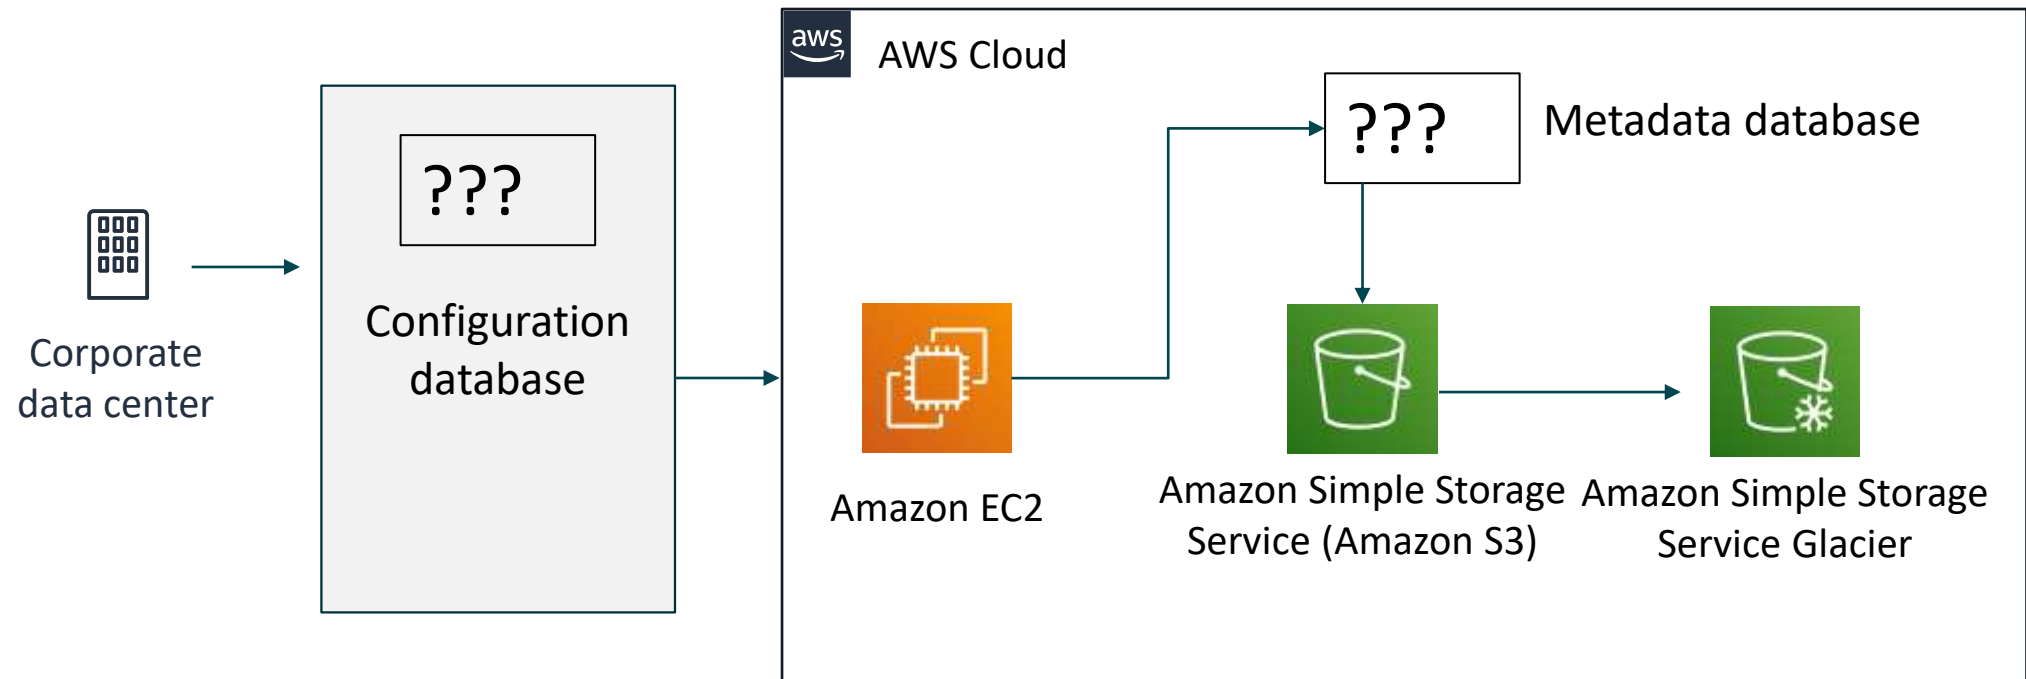 aws
AWS Cloud
???
Metadata database
???
Configuration
database
Corporate
data center
Amazon EC2
Amazon Simple Storage
Service (Amazon S3)
Amazon Simple Storage
Service Glacier